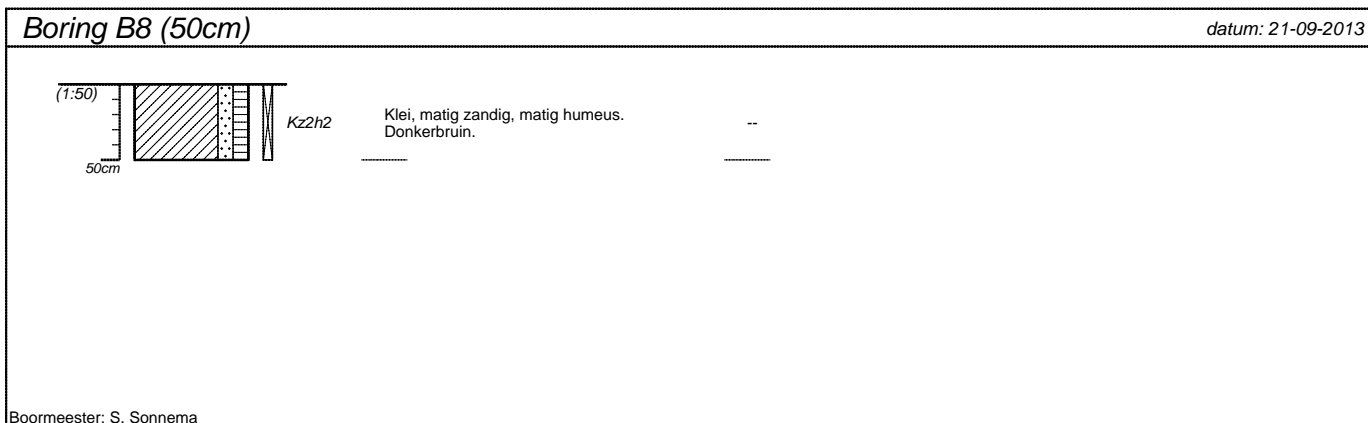 Boring B8 (50cm)
datum: 21-09-2013
(1:50)
Kz2h2
Klei, matig zandig, matig humeus.
Donkerbruin.
--
50cm
Boormeester: S. Sonnema